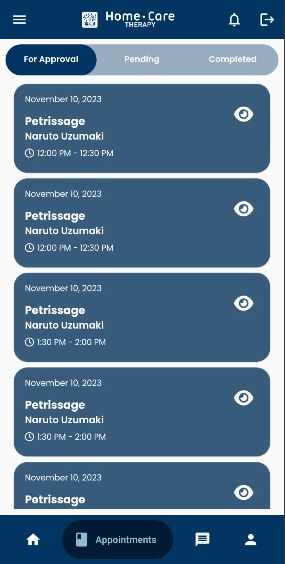 Home Care
THERAPY
For Approval
Pending
Completed
November 10, 2023
Petrissage
Naruto Uzumaki
12:00 PM - 12:30 PM
November 10, 2023
Petrissage
Naruto Uzumaki
12:00 PM - 12:30 PM
November 10, 2023
Petrissage
Naruto Uzumaki
1:30 PM - 2:00 PM
November 10, 2023
Petrissage
Naruto Uzumaki
1:30 PM - 2:00 PM
November 10, 2023
Petrissage
Appointments